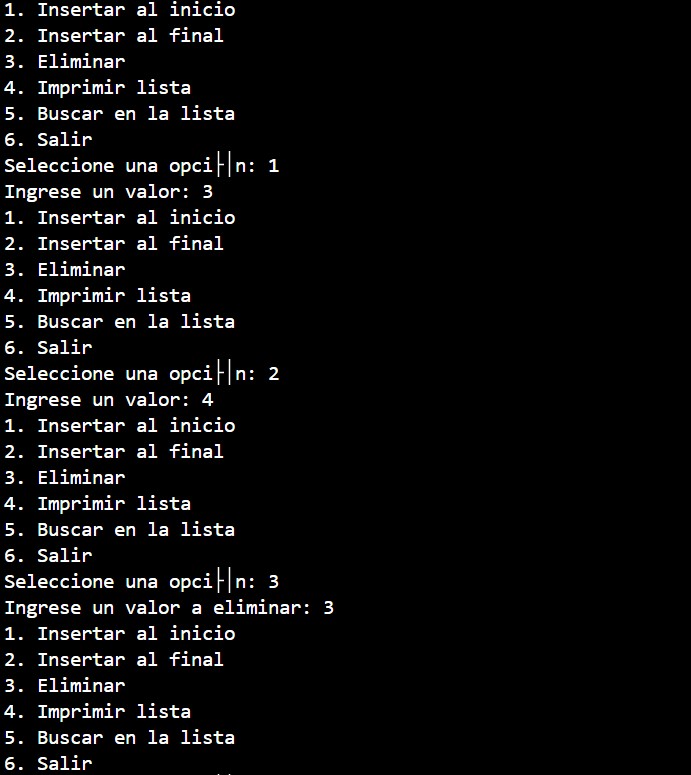 1. Insertar al inicio
2. Insertar al final
3. Eliminar
4. Imprimir lista
5. Buscar en la lista
6. Salir
Seleccione una opci├│n: 1
Ingrese un valor: 3
1. Insertar al inicio
2. Insertar al final
3. Eliminar
4. Imprimir lista
5. Buscar en la lista
6. Salir
Seleccione una opci├│n: 2
Ingrese un valor: 4
1. Insertar al inicio
2. Insertar al final
3. Eliminar
4. Imprimir lista
5. Buscar en la lista
6. Salir
Seleccione una opci├│n: 3
Ingrese un valor a eliminar: 3
1. Insertar al inicio
2. Insertar al final
3. Eliminar
4. Imprimir lista
5. Buscar en la lista
6. Salir